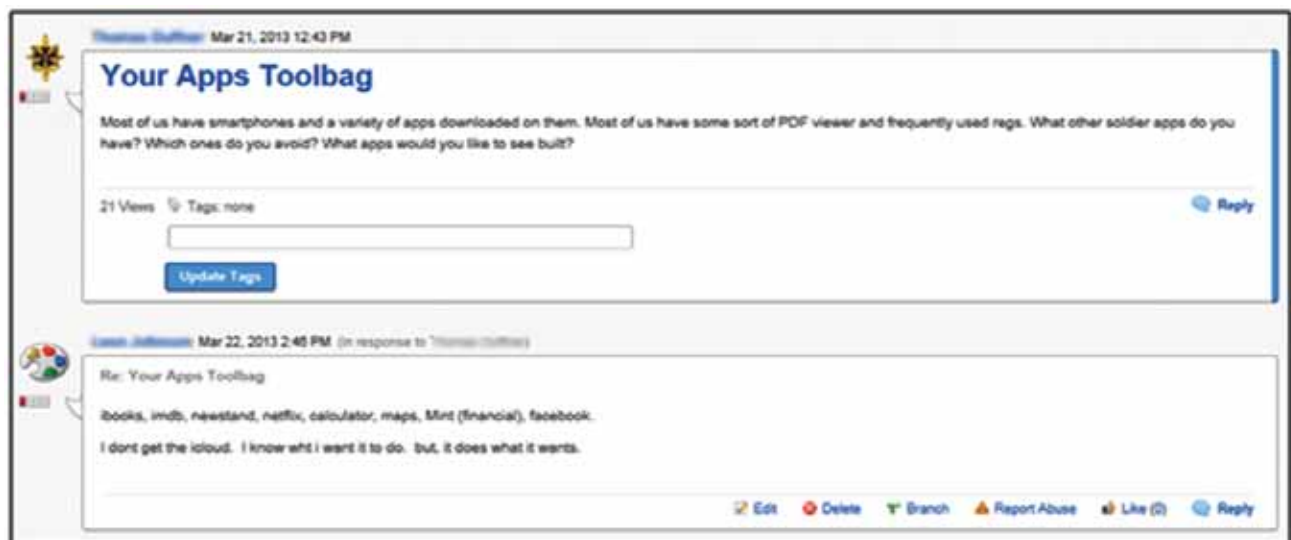 Mar 21, 2013 12:43 PM
Your Apps Toolbag
Most of us have smartphones and a variety of apps downloaded on them. Most of us have some sort of PDF viewer and frequently used regs. What other soldier apps do you
have? Which ones do you avoid? What apps would you like to see built?
21 Views Tags: none Reply
Update Tags
Mar 22, 2013 2:46 PM (in response to
Re: Your Apps Toolbag
ibooks, imdb, newstand, netflix, calculator, maps, Mint (financial), facebook.
I dont get the icloud. I know wht i want it to do. but, it does what it wants.
Edit Delete Branch Report Abuse Like (0) Reply